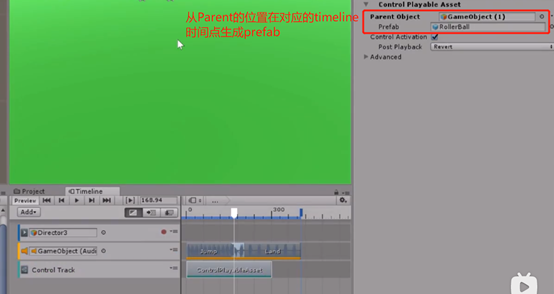 从Parent的位置在对应的timeline
时间点生成prefab
Control Playable Asset
Parent Object
GameObject (1)
Prefab
RollerBall
Control Activation
Post Playback
Revert
Advanced
Project
Timeline
Preview
168.94
Add
0
300
Director3
GameObject (Audi
Jump
Land
Control Track
ControlPlayableAsset